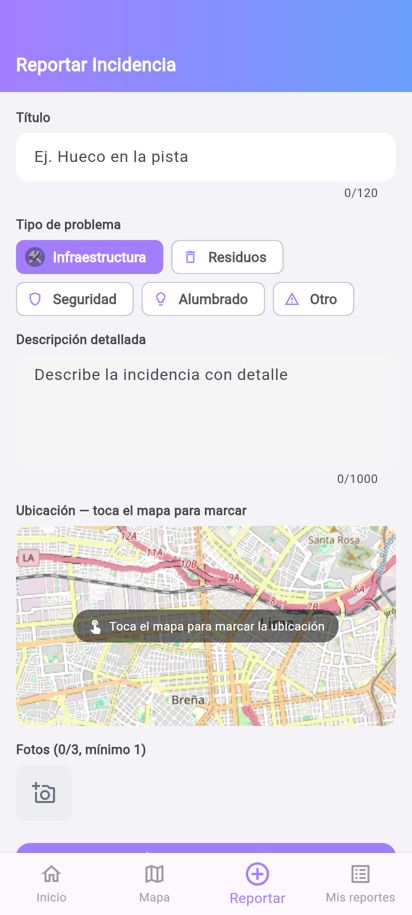 Reportar Incidencia
Título
Ej. Hueco en la pista
0/120
Tipo de problema
Infraestructura
Residuos
Seguridad
Alumbrado
Otro
Descripción detallada
Describe la incidencia con detalle
0/1000
Ubicación — toca el mapa para marcar
12A
11A
10B
9A
8
7B
6A
LA
Santa Rosa
Toca el mapa para marcar la ubicación
Breña
Fotos (0/3, mínimo 1)
Inicio
Mapa
Reportar
Mis reportes